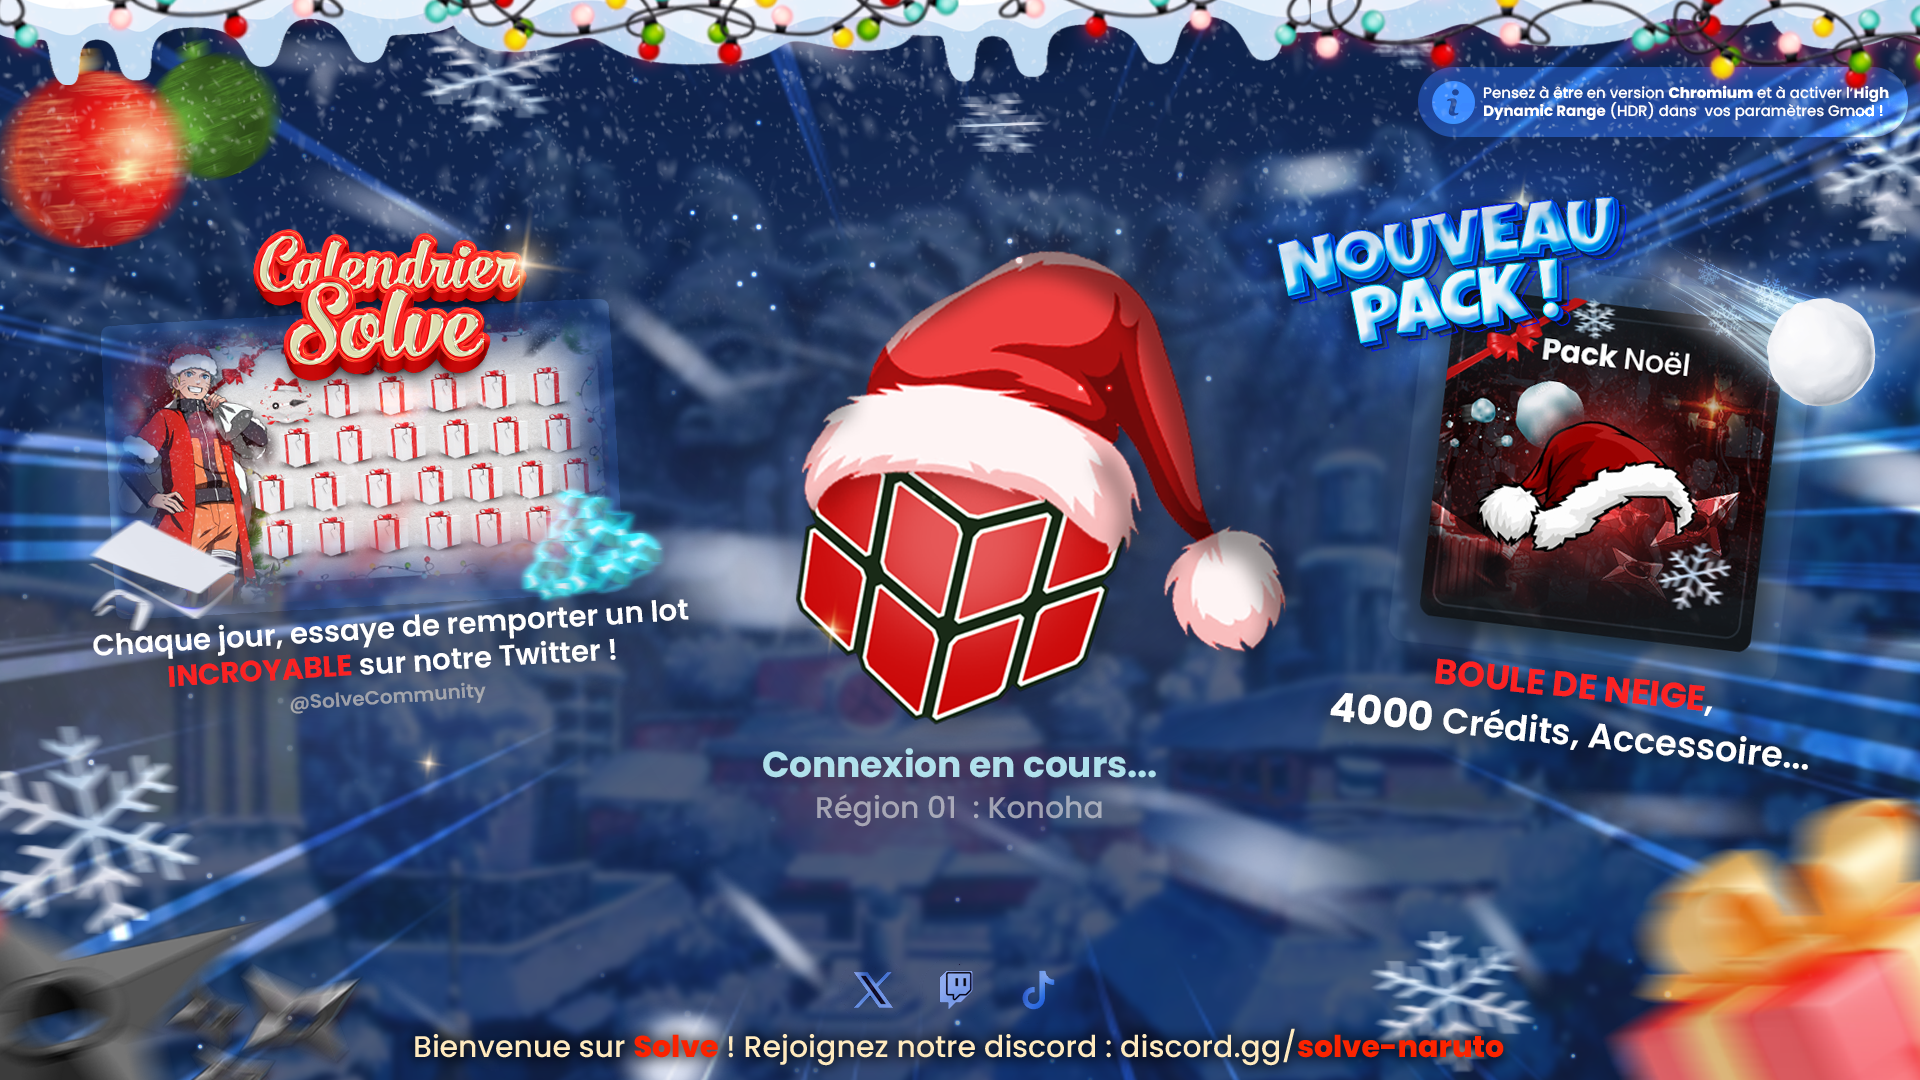 Pensez à être en version Chromium et à activer l'High
Dynamic Range (HDR) dans vos paramètres Gmod !
Calendrier
Solve
Chaque jour, essaye de remporter un lot
INCROYABLE sur notre Twitter !
@SolveCommunity
NOUVEAU
PACK !
Pack Noël
BOULE DE NEIGE,
4000 Crédits, Accessoire...
Connexion en cours...
Région 01 : Konoha
Bienvenue sur Solve ! Rejoignez notre discord : discord.gg/solve-naruto